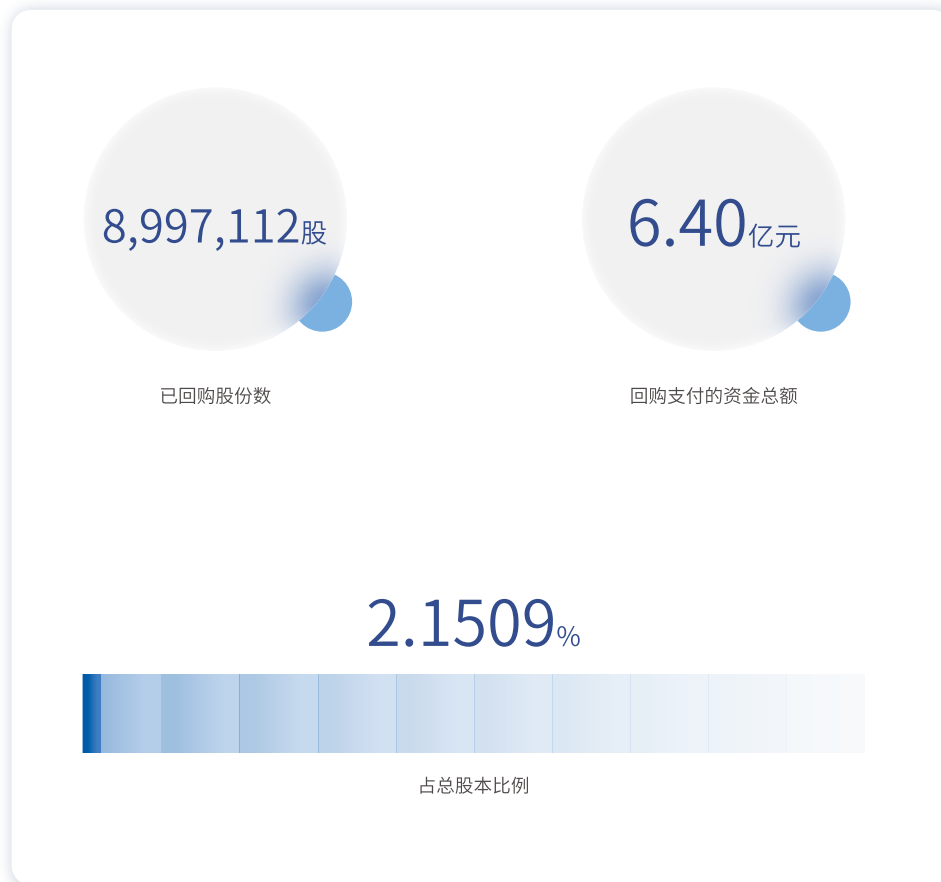 8,997,112股
6.40亿元
已回购股份数
回购支付的资金总额
2.1509%
占总股本比例